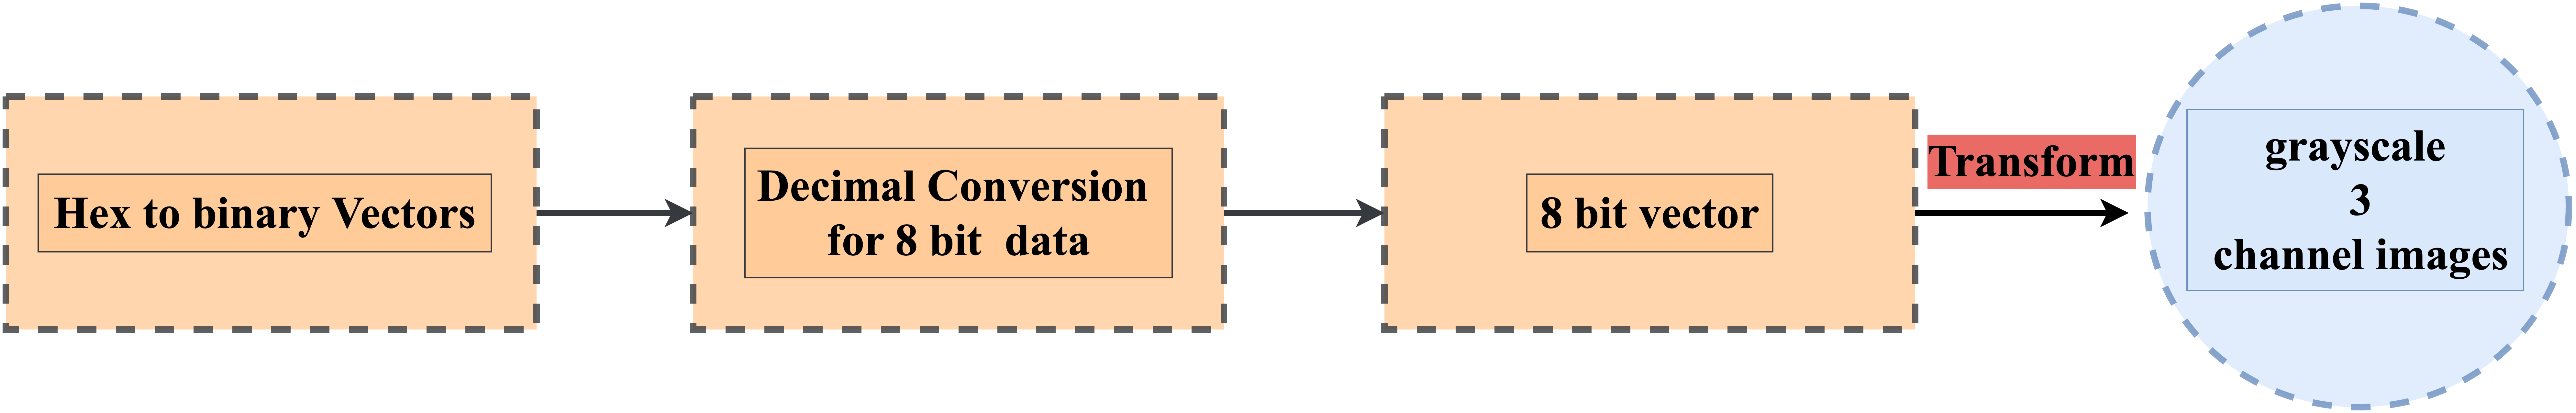 Hex to binary Vectors
Decimal Conversion
for 8 bit data
8 bit vector
Transform
grayscale
3
channel images